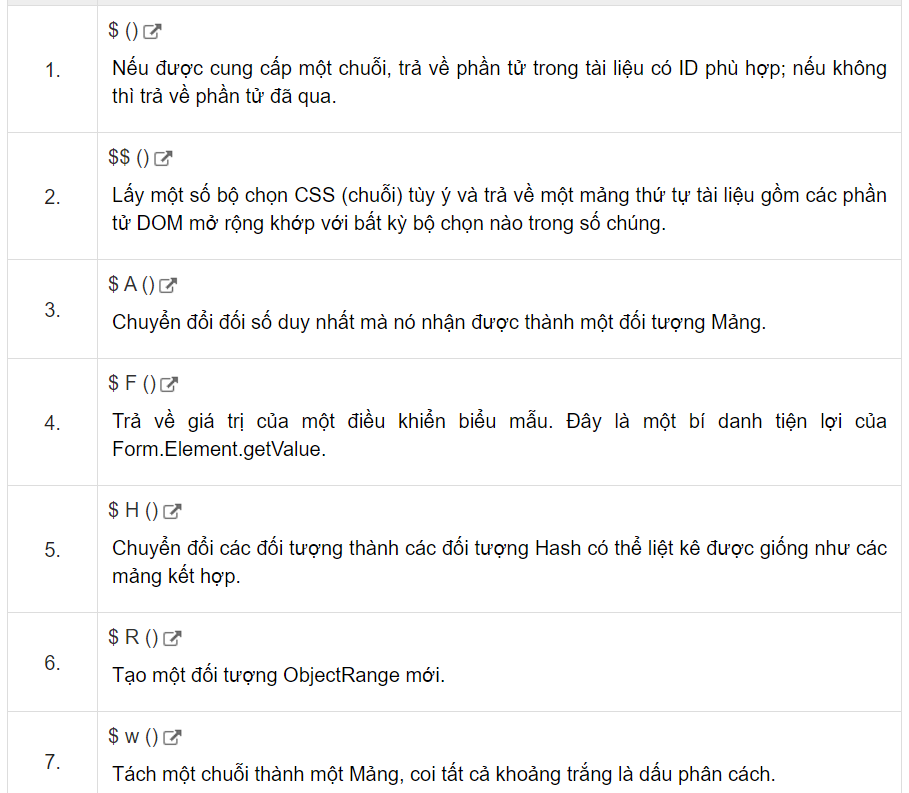 $ ()
1.
Nếu được cung cấp một chuỗi, trả về phần tử trong tài liệu có ID phù hợp; nếu không
thì trả về phần tử đã qua.
$$ ()
2.
Lấy một số bộ chọn CSS (chuỗi) tùy ý và trả về một mảng thứ tự tài liệu gồm các phần
tử DOM mở rộng khớp với bất kỳ bộ chọn nào trong số chúng.
$ A ()
3.
Chuyển đổi đối số duy nhất mà nó nhận được thành một đối tượng Mảng.
$ F ()
4.
Trả về giá trị của một điều khiển biểu mẫu. Đây là một bí danh tiện lợi của
Form.Element.getValue.
$ H ()
5.
Chuyển đổi các đối tượng thành các đối tượng Hash có thể liệt kê được giống như các
mảng kết hợp.
$ R ()
6.
Tạo một đối tượng ObjectRange mới.
$ w ()
7.
Tách một chuỗi thành một Mảng, coi tất cả khoảng trắng là dấu phân cách.